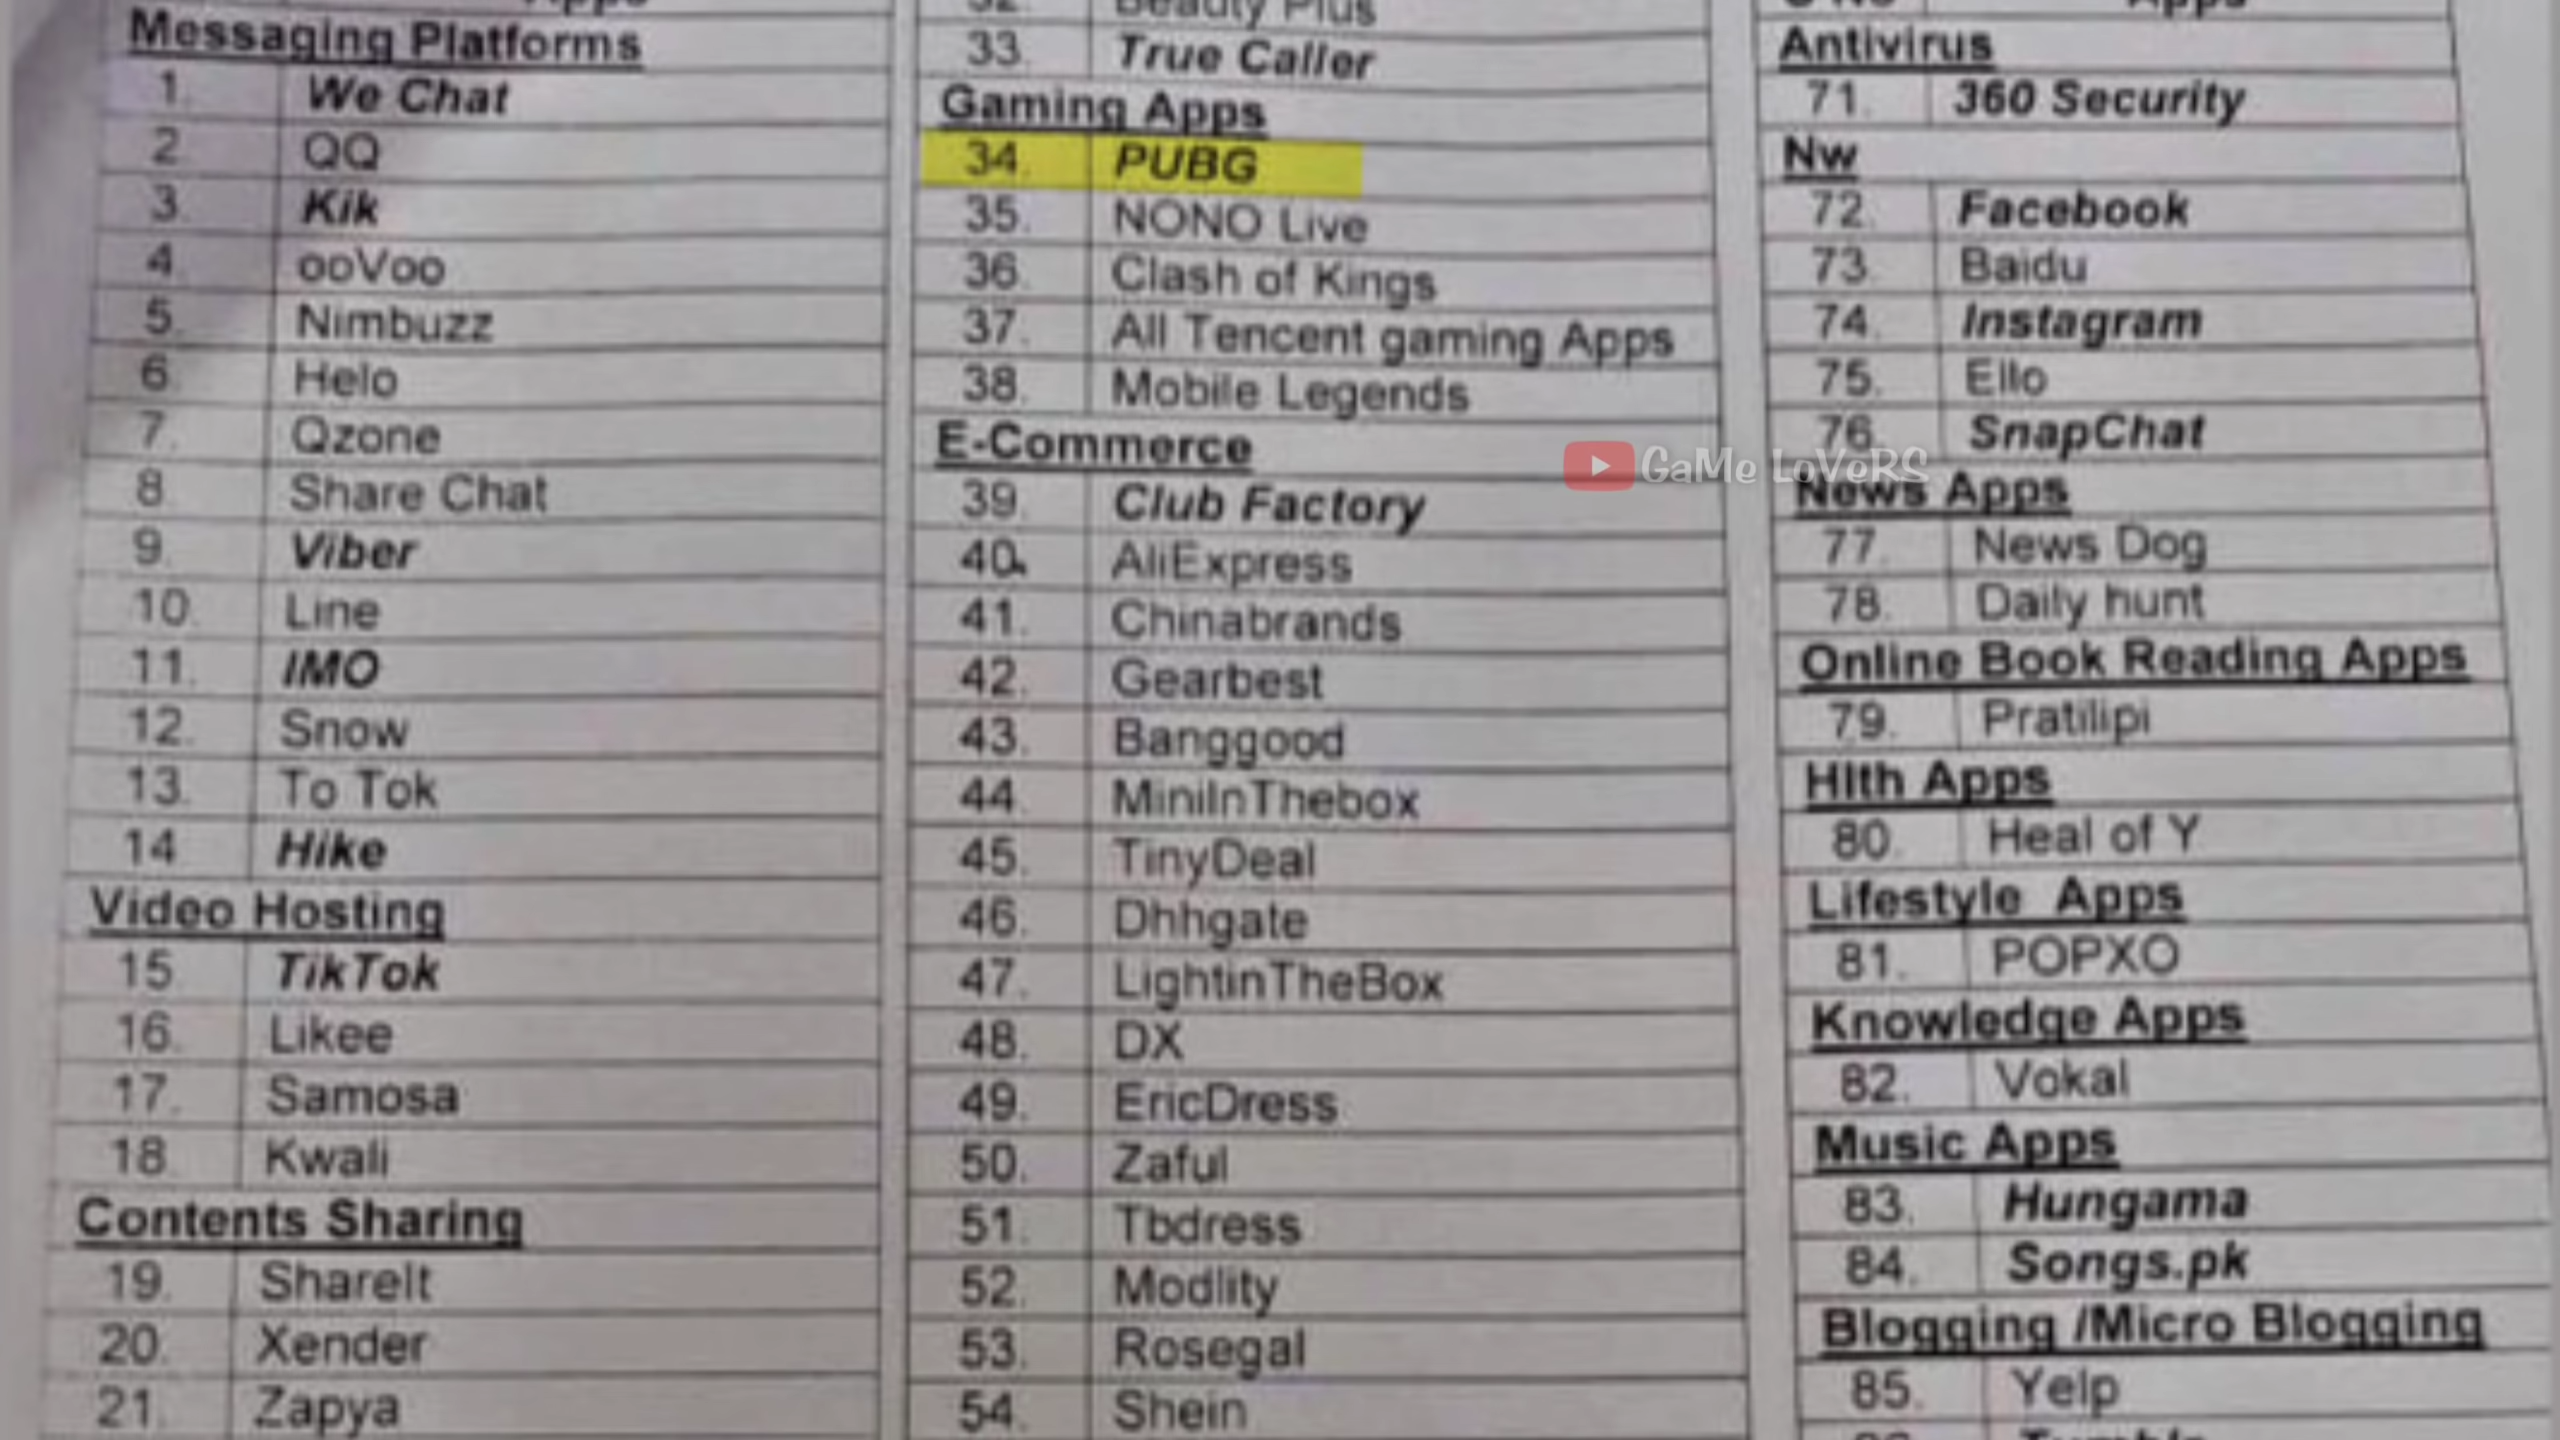 Apps
Messaging Platforms
1. We Chat
2 QQ
3. Kik
4. ooVoo
5. Nimbuzz
6. Helo
7. Qzone
8 Share Chat
9. Viber
10. Line
11. IMO
12. Snow
13. To Tok
14 Hike
Video Hosting
15 TikTok
16. Likee
17. Samosa
18 Kwali
Contents Sharing
19. ShareIt
20. Xender
21. Zapya
32 Beauty Plus
33. True Caller
Gaming Apps
34. PUBG
35. NONO Live
36. Clash of Kings
37. All Tencent gaming Apps
38. Mobile Legends
E-Commerce
39. Club Factory
40. AliExpress
41. Chinabrands
42. Gearbest
43. Banggood
44. MiniInThebox
45. TinyDeal
46. Dhhgate
47. LightinTheBox
48. DX
49. EricDress
50. Zaful
51. Tbdress
52. Modlity
53. Rosegal
54. Shein
S No Apps
Antivirus
71. 360 Security
Nw
72. Facebook
73. Baidu
74. Instagram
75. Ello
76. SnapChat
GaMe LoVeRS
News Apps
77. News Dog
78. Daily hunt
Online Book Reading Apps
79. Pratilipi
Hlth Apps
80. Heal of Y
Lifestyle Apps
81. POPXO
Knowledge Apps
82. Vokal
Music Apps
83. Hungama
84. Songs.pk
Blogging /Micro Blogging
85. Yelp